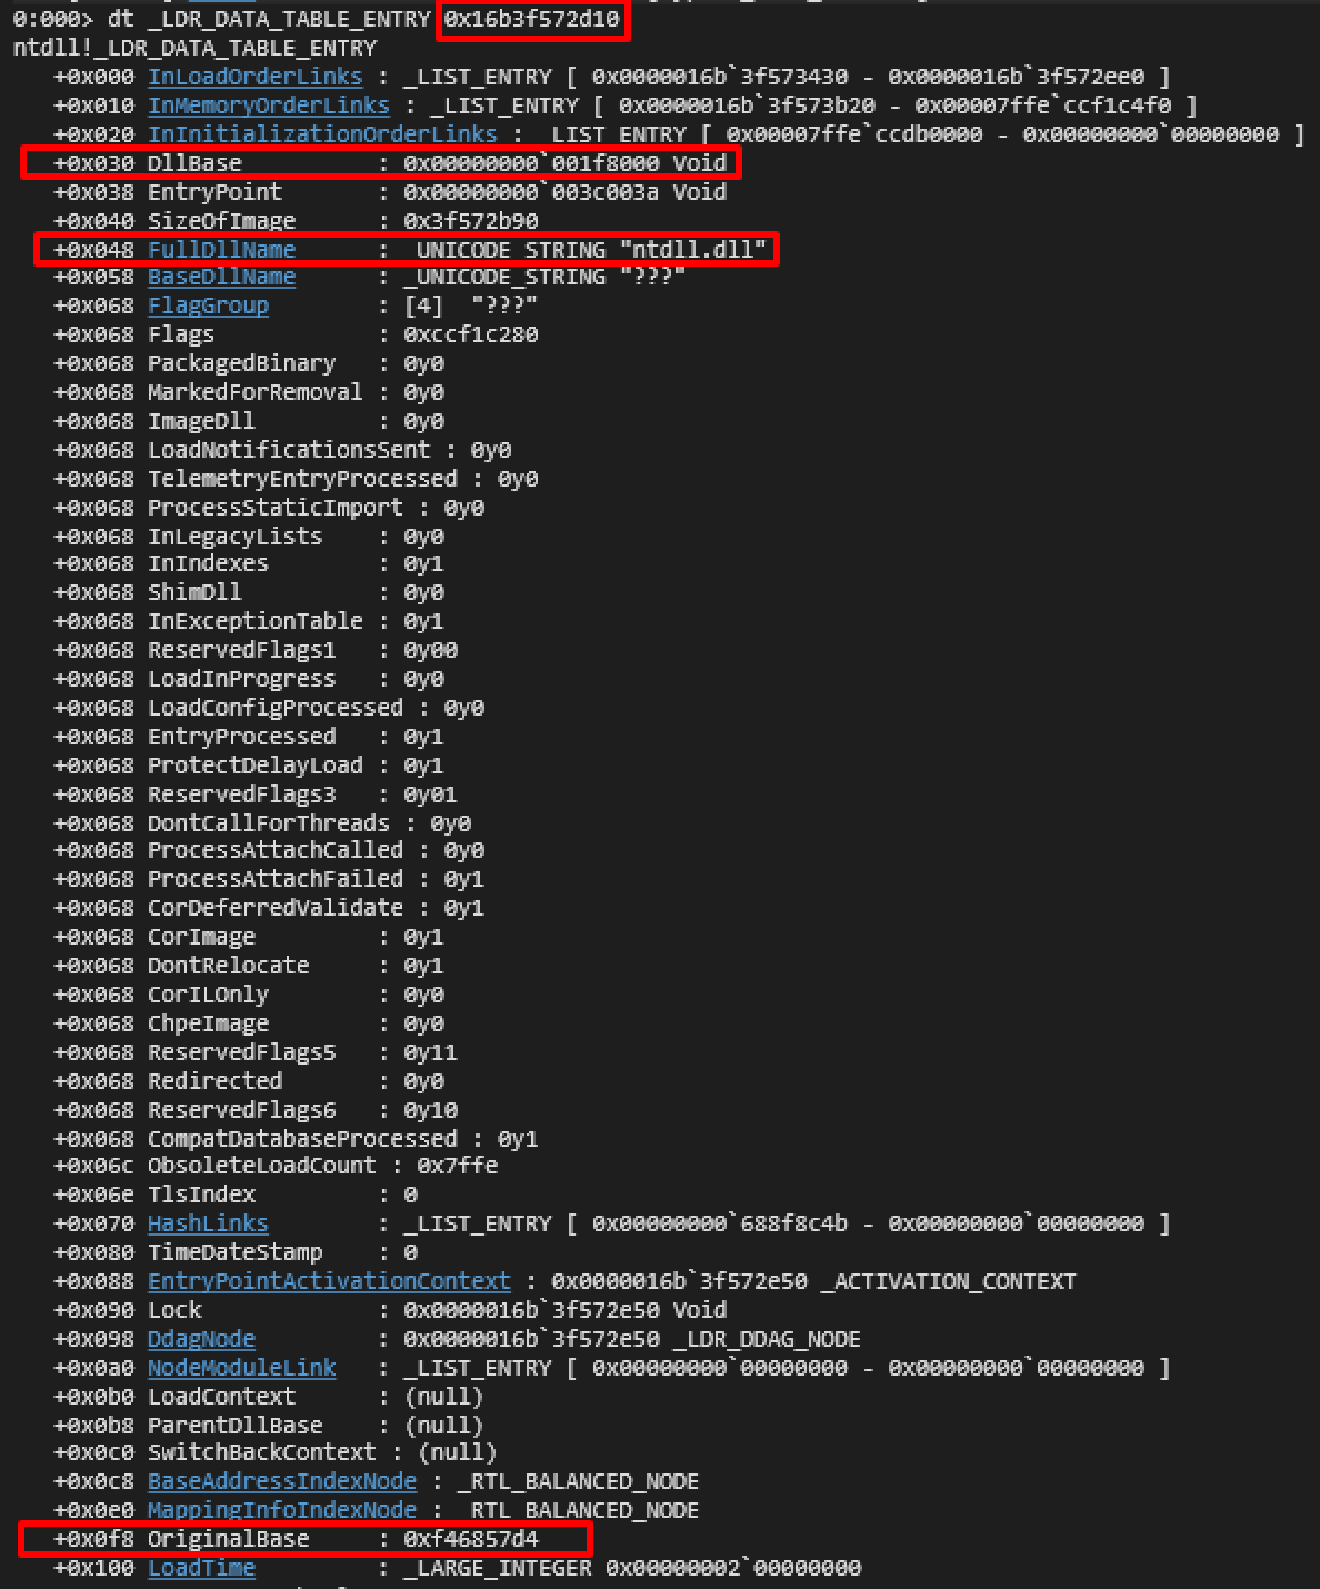 0:000> dt _LDR_DATA_TABLE_ENTRY 0x16b3f572d10
ntdll!_LDR_DATA_TABLE_ENTRY
+0x000 InLoadOrderLinks : _LIST_ENTRY [ 0x0000016b`3f573430 - 0x0000016b`3f572ee0 ]
+0x010 InMemoryOrderLinks : _LIST_ENTRY [ 0x0000016b`3f573b20 - 0x00007ffe`ccf1c4f0 ]
+0x020 InInitializationOrderLinks : _LIST_ENTRY [ 0x00007ffe`ccdb0000 - 0x00000000`00000000 ]
+0x030 DllBase : 0x00000000`001f8000 Void
+0x038 EntryPoint : 0x00000000`003c003a Void
+0x040 SizeOfImage : 0x3f572b90
+0x048 FullDllName : _UNICODE_STRING "ntdll.dll"
+0x058 BaseDllName : _UNICODE_STRING "???"
+0x068 FlagGroup : [4] "???"
+0x068 Flags : 0xccf1c280
+0x068 PackagedBinary : 0y0
+0x068 MarkedForRemoval : 0y0
+0x068 ImageDll : 0y0
+0x068 LoadNotificationsSent : 0y0
+0x068 TelemetryEntryProcessed : 0y0
+0x068 ProcessStaticImport : 0y0
+0x068 InLegacyLists : 0y0
+0x068 InIndexes : 0y1
+0x068 ShimDll : 0y0
+0x068 InExceptionTable : 0y1
+0x068 ReservedFlags1 : 0y00
+0x068 LoadInProgress : 0y0
+0x068 LoadConfigProcessed : 0y0
+0x068 EntryProcessed : 0y1
+0x068 ProtectDelayLoad : 0y1
+0x068 ReservedFlags3 : 0y01
+0x068 DontCallForThreads : 0y0
+0x068 ProcessAttachCalled : 0y0
+0x068 ProcessAttachFailed : 0y1
+0x068 CorDeferredValidate : 0y1
+0x068 CorImage : 0y1
+0x068 DontRelocate : 0y1
+0x068 CorILOnly : 0y0
+0x068 ChpeImage : 0y0
+0x068 ReservedFlags5 : 0y11
+0x068 Redirected : 0y0
+0x068 ReservedFlags6 : 0y10
+0x068 CompatDatabaseProcessed : 0y1
+0x06c ObsoleteLoadCount : 0x7ffe
+0x06e TlsIndex : 0
+0x070 HashLinks : _LIST_ENTRY [ 0x00000000`688f8c4b - 0x00000000`00000000 ]
+0x080 TimeDateStamp : 0
+0x088 EntryPointActivationContext : 0x0000016b`3f572e50 _ACTIVATION_CONTEXT
+0x090 Lock : 0x0000016b`3f572e50 Void
+0x098 DdagNode : 0x0000016b`3f572e50 _LDR_DDAG_NODE
+0x0a0 NodeModuleLink : _LIST_ENTRY [ 0x00000000`00000000 - 0x00000000`00000000 ]
+0x0b0 LoadContext : (null)
+0x0b8 ParentDllBase : (null)
+0x0c0 SwitchBackContext : (null)
+0x0c8 BaseAddressIndexNode : _RTL_BALANCED_NODE
+0x0e0 MappingInfoIndexNode : _RTL_BALANCED_NODE
+0x0f8 OriginalBase : 0xf46857d4
+0x100 LoadTime : _LARGE_INTEGER 0x00000002`00000000